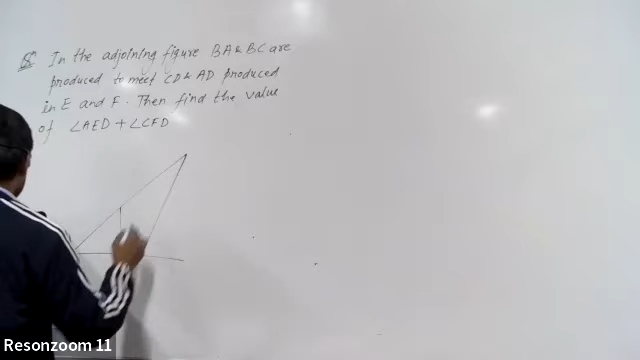 Qs In the adjoining figure BA & BC are
produced to meet CD & AD produced
in E and F. Then find the value
of ∠AED + ∠CFD
Resonzoom 11